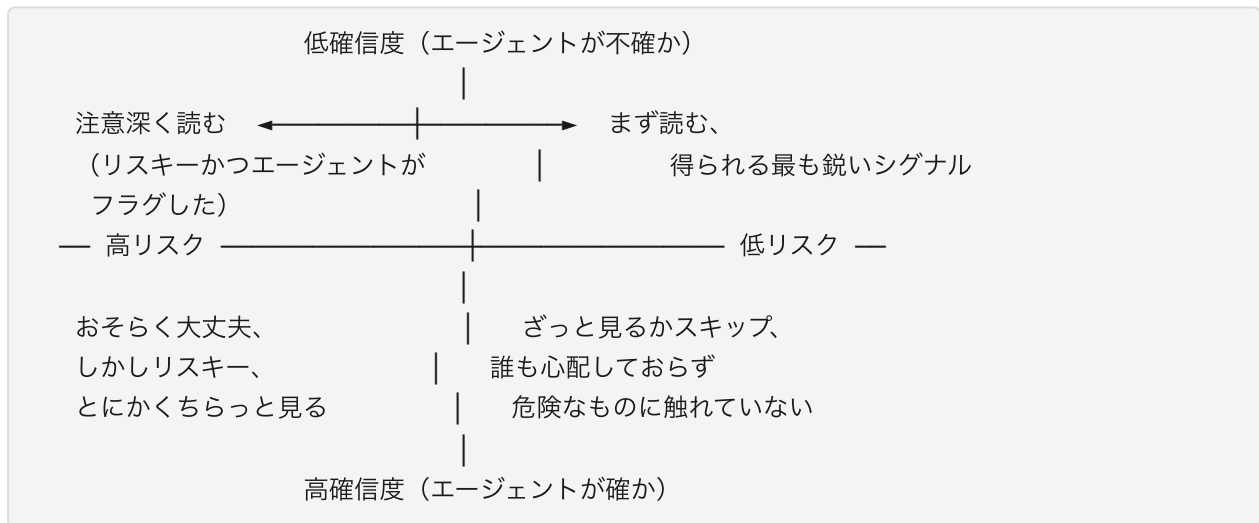 低確信度（エージェントが不確か）
注意深く読む まず読む、
（リスキーかつエージェントが 得られる最も鋭いシグナル
フラグした）
高リスク 低リスク
おそらく大丈夫、 ざっと見るかスキップ、
しかしリスキー、 誰も心配しておらず
とにかくちらっと見る 危険なものに触れていない
高確信度（エージェントが確か）